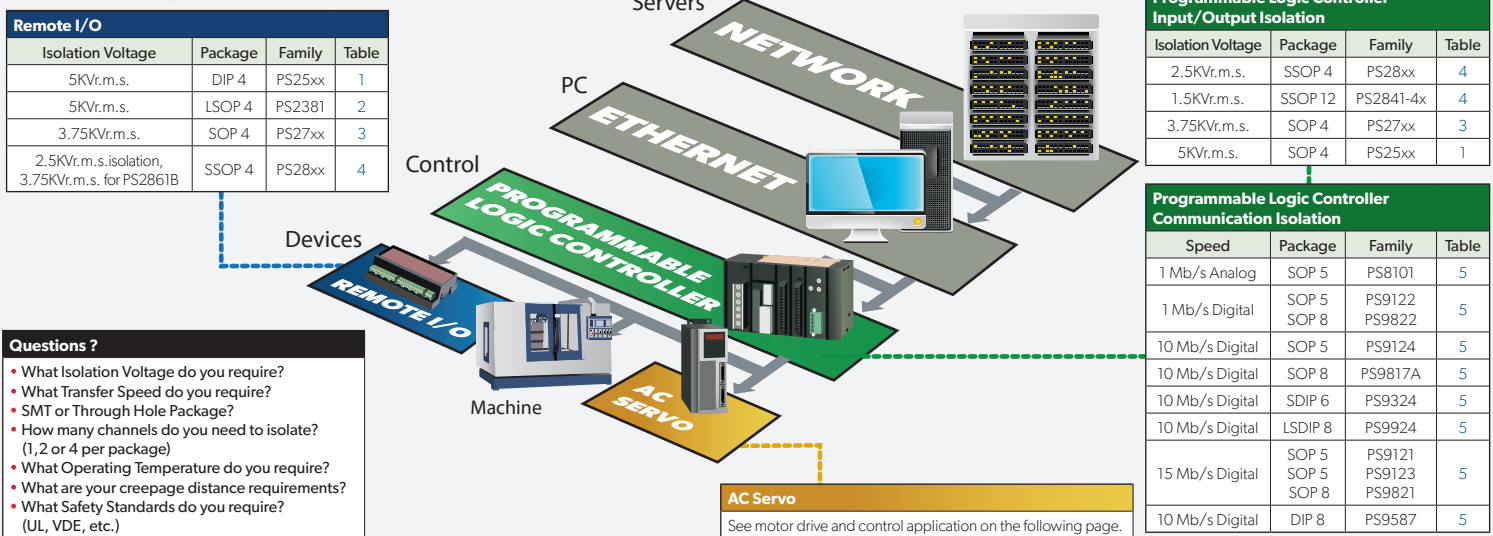 Remote I/O
Isolation Voltage Package Family Table
5KVr.m.s. DIP 4 PS25xx 1
5KVr.m.s. LSOP 4 PS2381 2
3.75KVr.m.s. SOP 4 PS27xx 3
2.5KVr.m.s.isolation,
3.75KVr.m.s. for PS2861B SSOP 4 PS28xx 4
Servers
NETWORK
PC
ETHERNET
Control
PROGRAMMABLE
LOGIC CONTROLLER
Devices
REMOTE I/O
Machine
AC
SERVO
Programmable Logic Controller
Input/Output Isolation
Isolation Voltage Package Family Table
2.5KVr.m.s. SSOP 4 PS28xx 4
1.5KVr.m.s. SSOP 12 PS2841-4x 4
3.75KVr.m.s. SOP 4 PS27xx 3
5KVr.m.s. SOP 4 PS25xx 1
Programmable Logic Controller
Communication Isolation
Speed Package Family Table
1 Mb/s Analog SOP 5 PS8101 5
1 Mb/s Digital SOP 5 PS9122 5
SOP 8 PS9822
10 Mb/s Digital SOP 5 PS9124 5
10 Mb/s Digital SOP 8 PS9817A 5
10 Mb/s Digital SDIP 6 PS9324 5
10 Mb/s Digital LSDIP 8 PS9924 5
SOP 5 PS9121
15 Mb/s Digital SOP 5 PS9123 5
SOP 8 PS9821
10 Mb/s Digital DIP 8 PS9587 5
Questions ?
• What Isolation Voltage do you require?
• What Transfer Speed do you require?
• SMT or Through Hole Package?
• How many channels do you need to isolate?
(1,2 or 4 per package)
• What Operating Temperature do you require?
• What are your creepage distance requirements?
• What Safety Standards do you require?
(UL, VDE, etc.)
AC Servo
See motor drive and control application on the following page.